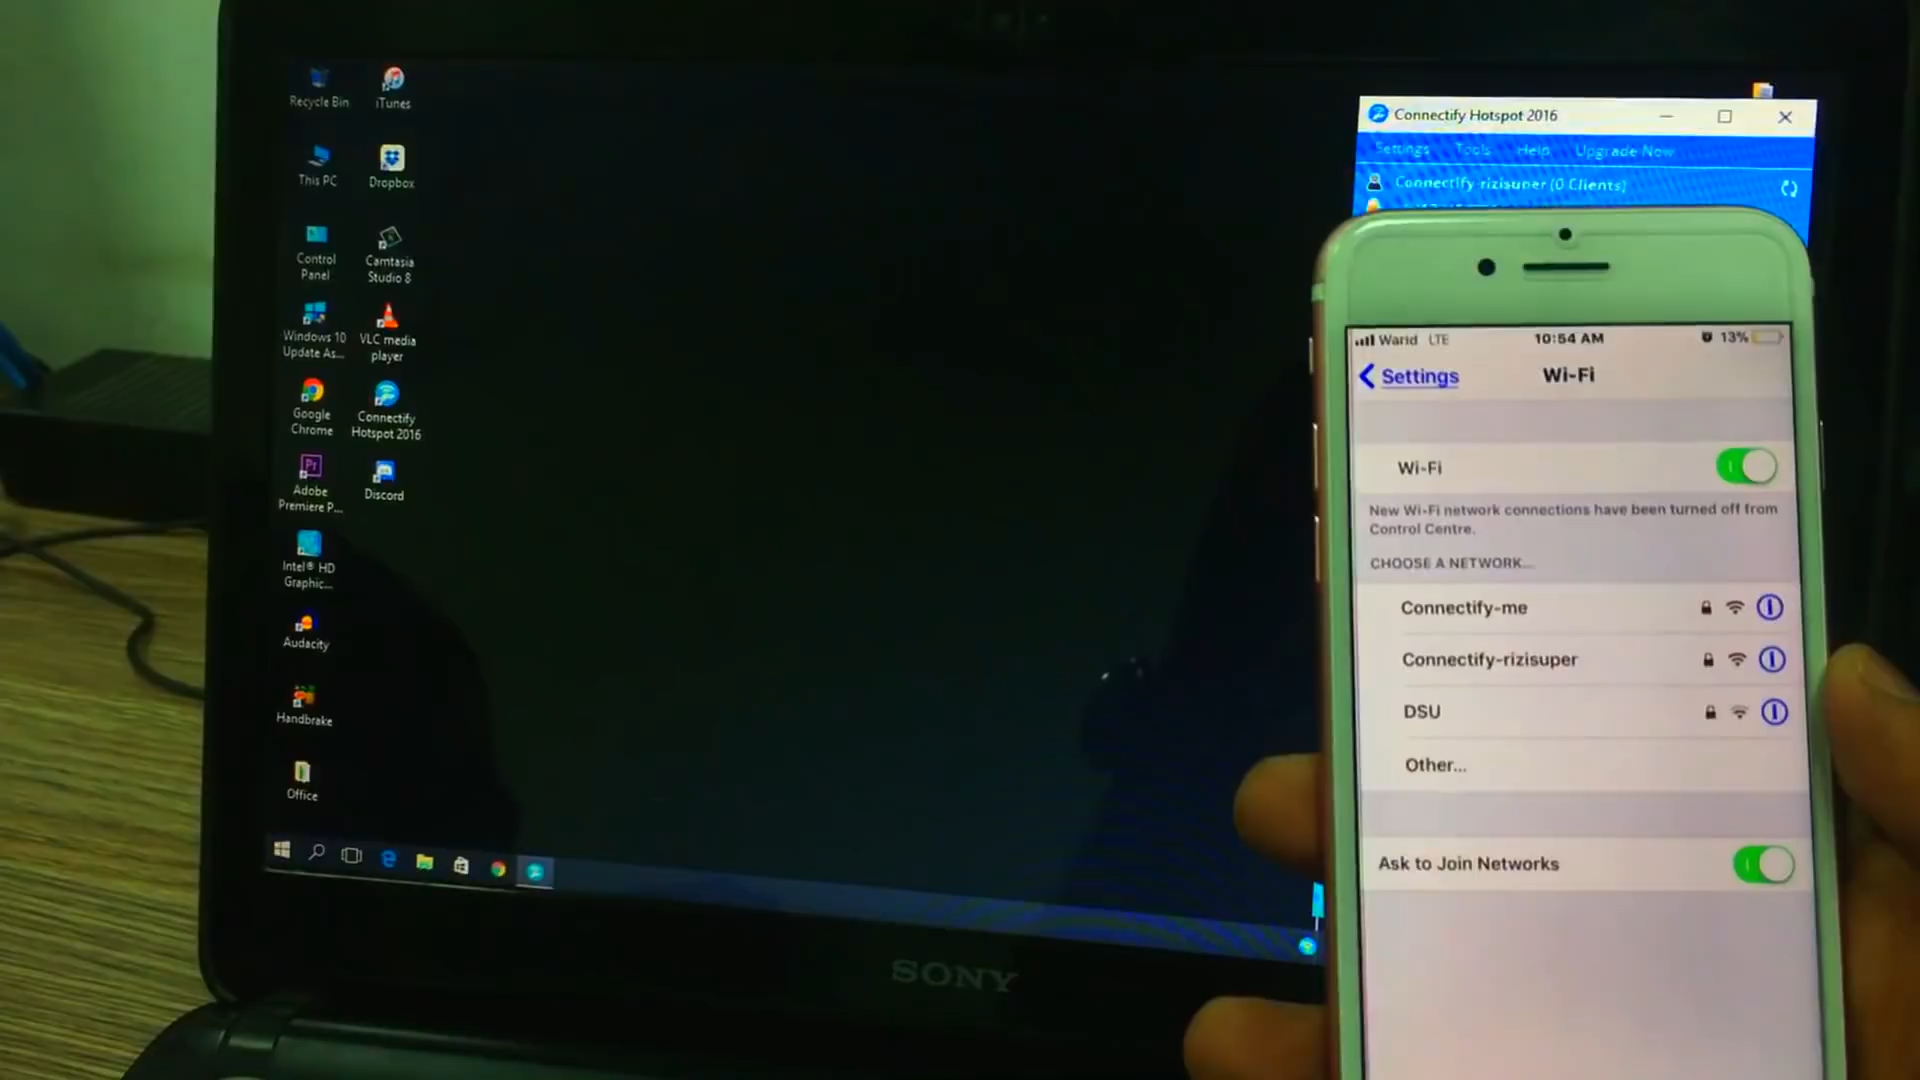 Recycle Bin
iTunes
This PC
Dropbox
Control
Panel
Camtasia
Studio 8
Windows 10
Update As...
VLC media
player
Google
Chrome
Connectify
Hotspot 2016
Pr
Adobe
Premiere P...
Discord
Intel® HD
Graphic...
Audacity
Handbrake
Office
SONY
Connectify Hotspot 2016
Settings Tools Help Upgrade Now
Connectify-rizisuper (0 Clients)
Warid LTE 10:54 AM 13%
Settings Wi-Fi
Wi-Fi
New Wi-Fi network connections have been turned off from
Control Centre.
CHOOSE A NETWORK...
Connectify-me
Connectify-rizisuper
DSU
Other...
Ask to Join Networks